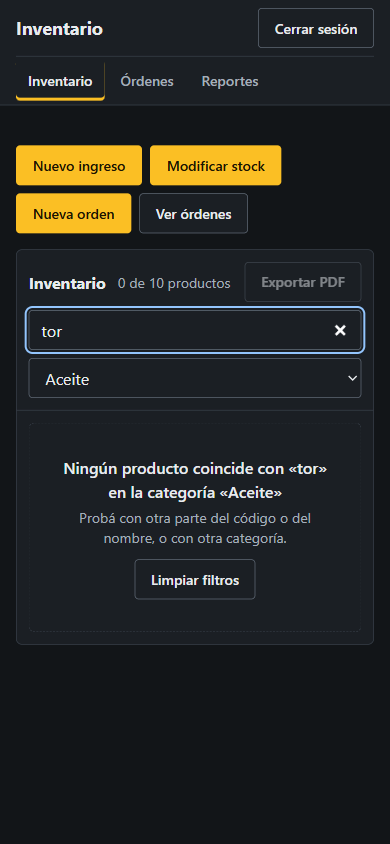 Inventario
Cerrar sesión
Inventario Órdenes Reportes
Nuevo ingreso Modificar stock
Nueva orden Ver órdenes
Inventario 0 de 10 productos Exportar PDF
tor
Aceite
Ningún producto coincide con «tor»
en la categoría «Aceite»
Probá con otra parte del código o del
nombre, o con otra categoría.
Limpiar filtros